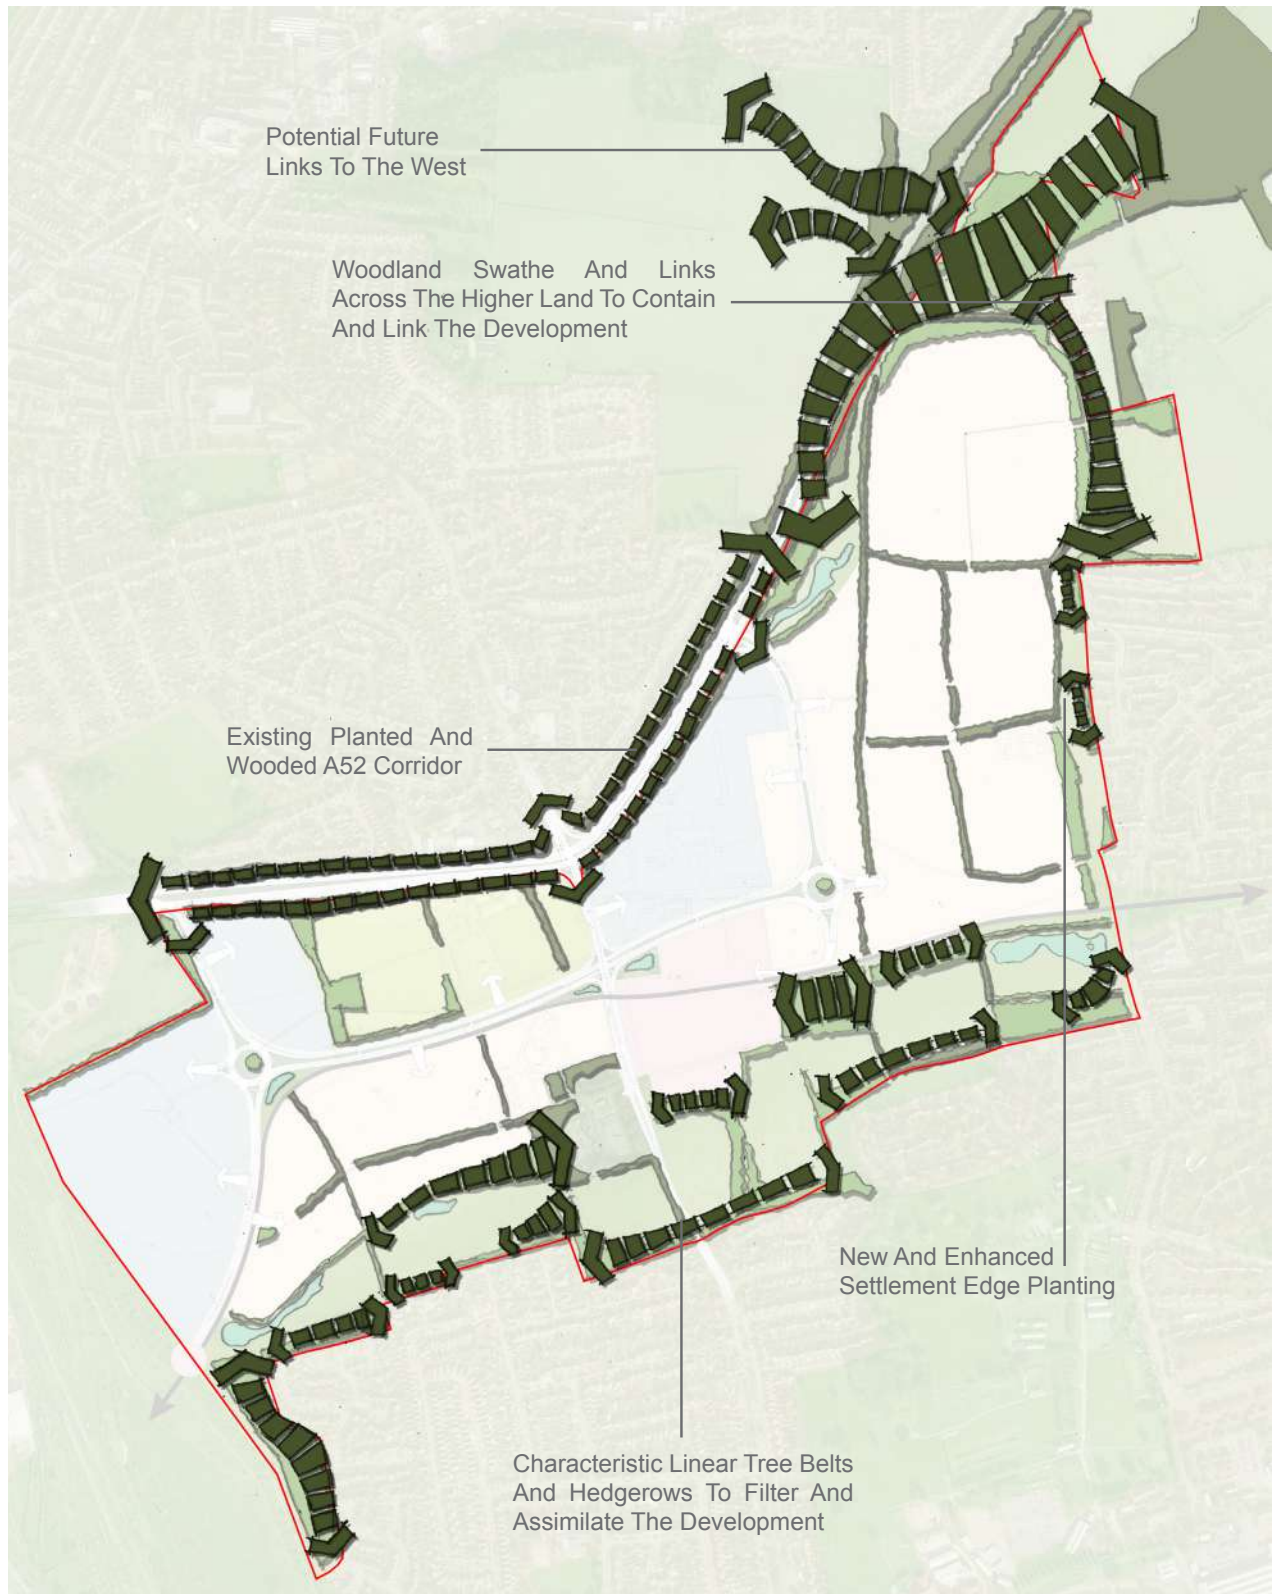 Potential Future
Links To The West
Woodland Swathe And Links
Across The Higher Land To Contain
And Link The Development
Existing Planted And
Wooded A52 Corridor
New And Enhanced
Settlement Edge Planting
Characteristic Linear Tree Belts
And Hedgerows To Filter And
Assimilate The Development